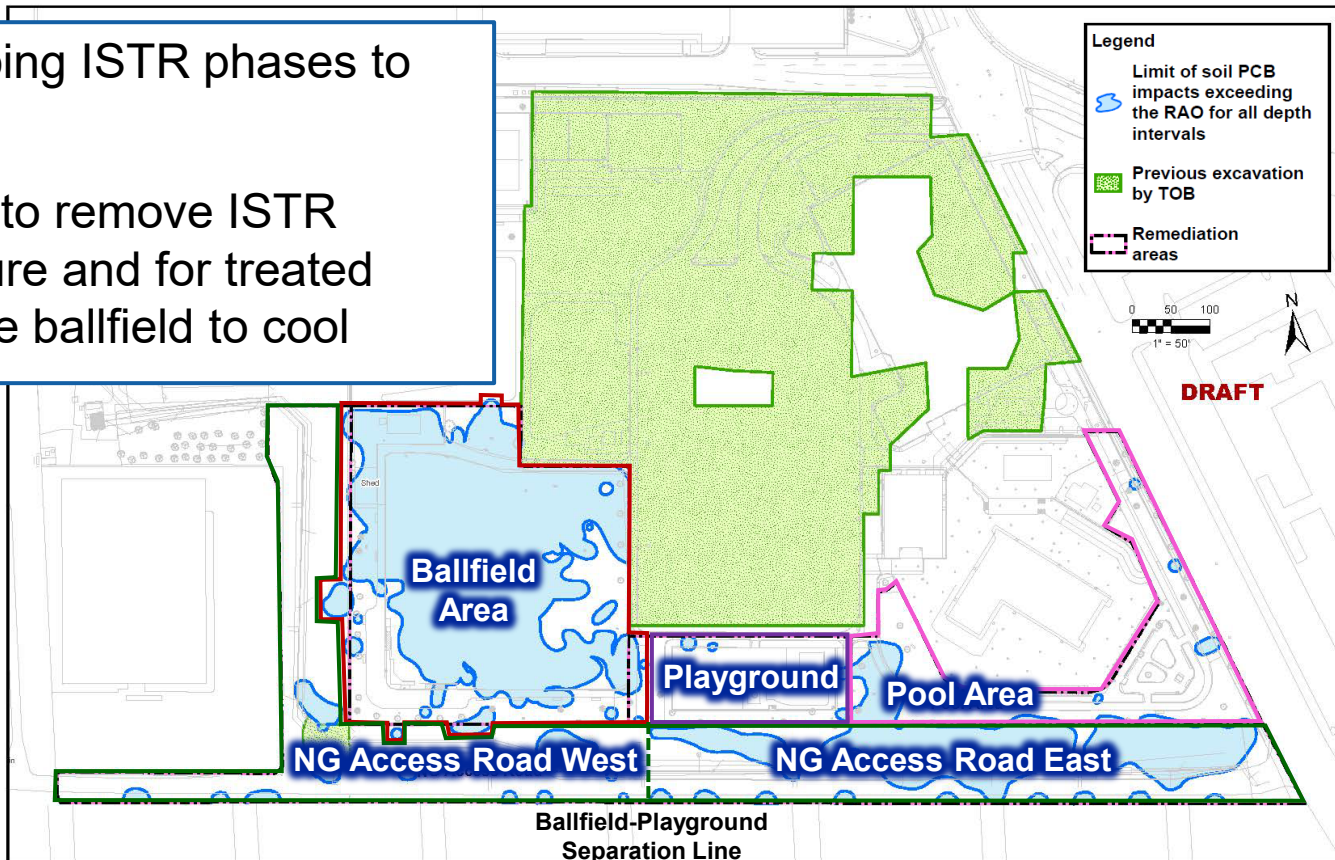 ping ISTR phases to
to remove ISTR
ure and for treated
e ballfield to cool
Legend
Limit of soil PCB
impacts exceeding
the RAO for all depth
intervals
Previous excavation
by TOB
Remediation
areas
0 50 100
1" = 50'
N
DRAFT
Shed
Ballfield
Area
Playground
Pool Area
NG Access Road West
NG Access Road East
Ballfield-Playground
Separation Line